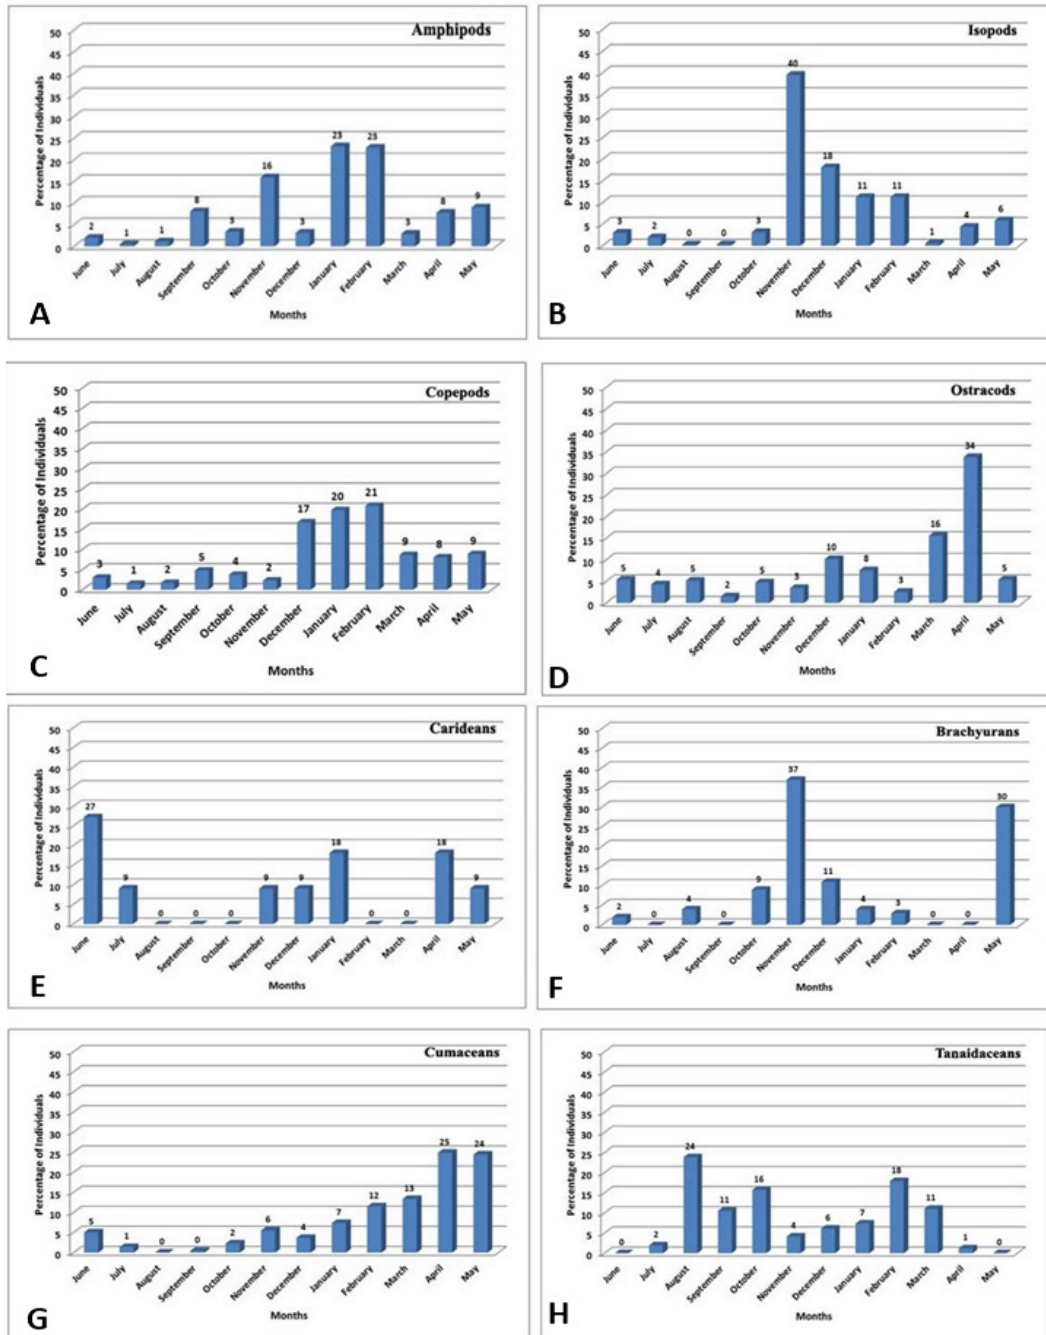 Amphipods
Percentage of Individuals
50
45
40
35
30
25
20
15
10
5
0
2 1 1 8 3 16 3 23 23 3 8 9
June July August September October November December January February March April May
Months
A
Isopods
Percentage of Individuals
50
45
40
35
30
25
20
15
10
5
0
3 2 0 0 3 40 18 11 11 1 4 6
June July August September October November December January February March April May
Months
B
Copepods
Percentage of Individuals
50
45
40
35
30
25
20
15
10
5
0
3 1 2 5 4 2 17 20 21 9 8 9
June July August September October November December January February March April May
Months
C
Ostracods
Percentage of Individuals
50
45
40
35
30
25
20
15
10
5
0
5 4 5 2 5 3 10 8 3 16 34 5
June July August September October November December January February March April May
Months
D
Carideans
Percentage of Individuals
50
45
40
35
30
25
20
15
10
5
0
27 9 0 0 0 9 9 18 0 0 18 9
June July August September October November December January February March April May
Months
E
Brachyurans
Percentage of Individuals
50
45
40
35
30
25
20
15
10
5
0
2 0 4 0 9 37 11 4 3 0 0 30
June July August September October November December January February March April May
Months
F
Cumaceans
Percentage of Individuals
50
45
40
35
30
25
20
15
10
5
0
5 1 0 0 2 6 4 7 12 13 25 24
June July August September October November December January February March April May
Months
G
Tanaidaceans
Percentage of Individuals
50
45
40
35
30
25
20
15
10
5
0
0 2 24 11 16 4 6 7 18 11 1 0
June July August September October November December January February March April May
Months
H